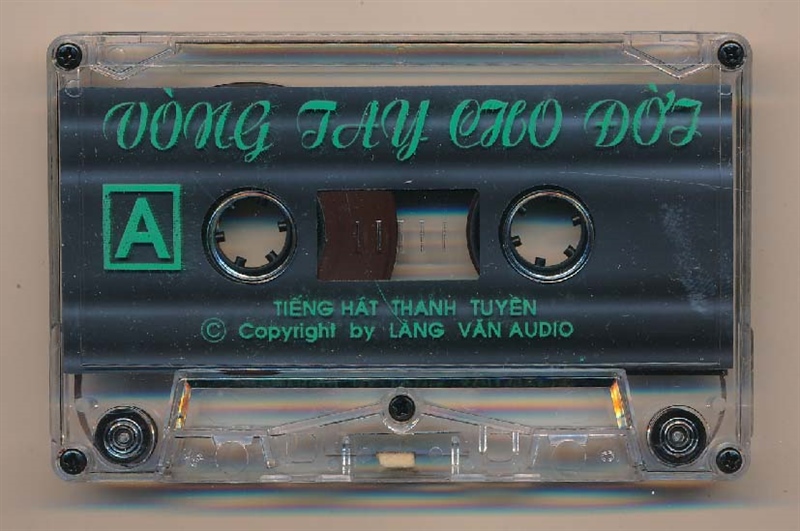 VÒNG TAY CHO ĐỜI
A
TIẾNG HÁT THANH TUYỀN
© Copyright by LÀNG VĂN AUDIO